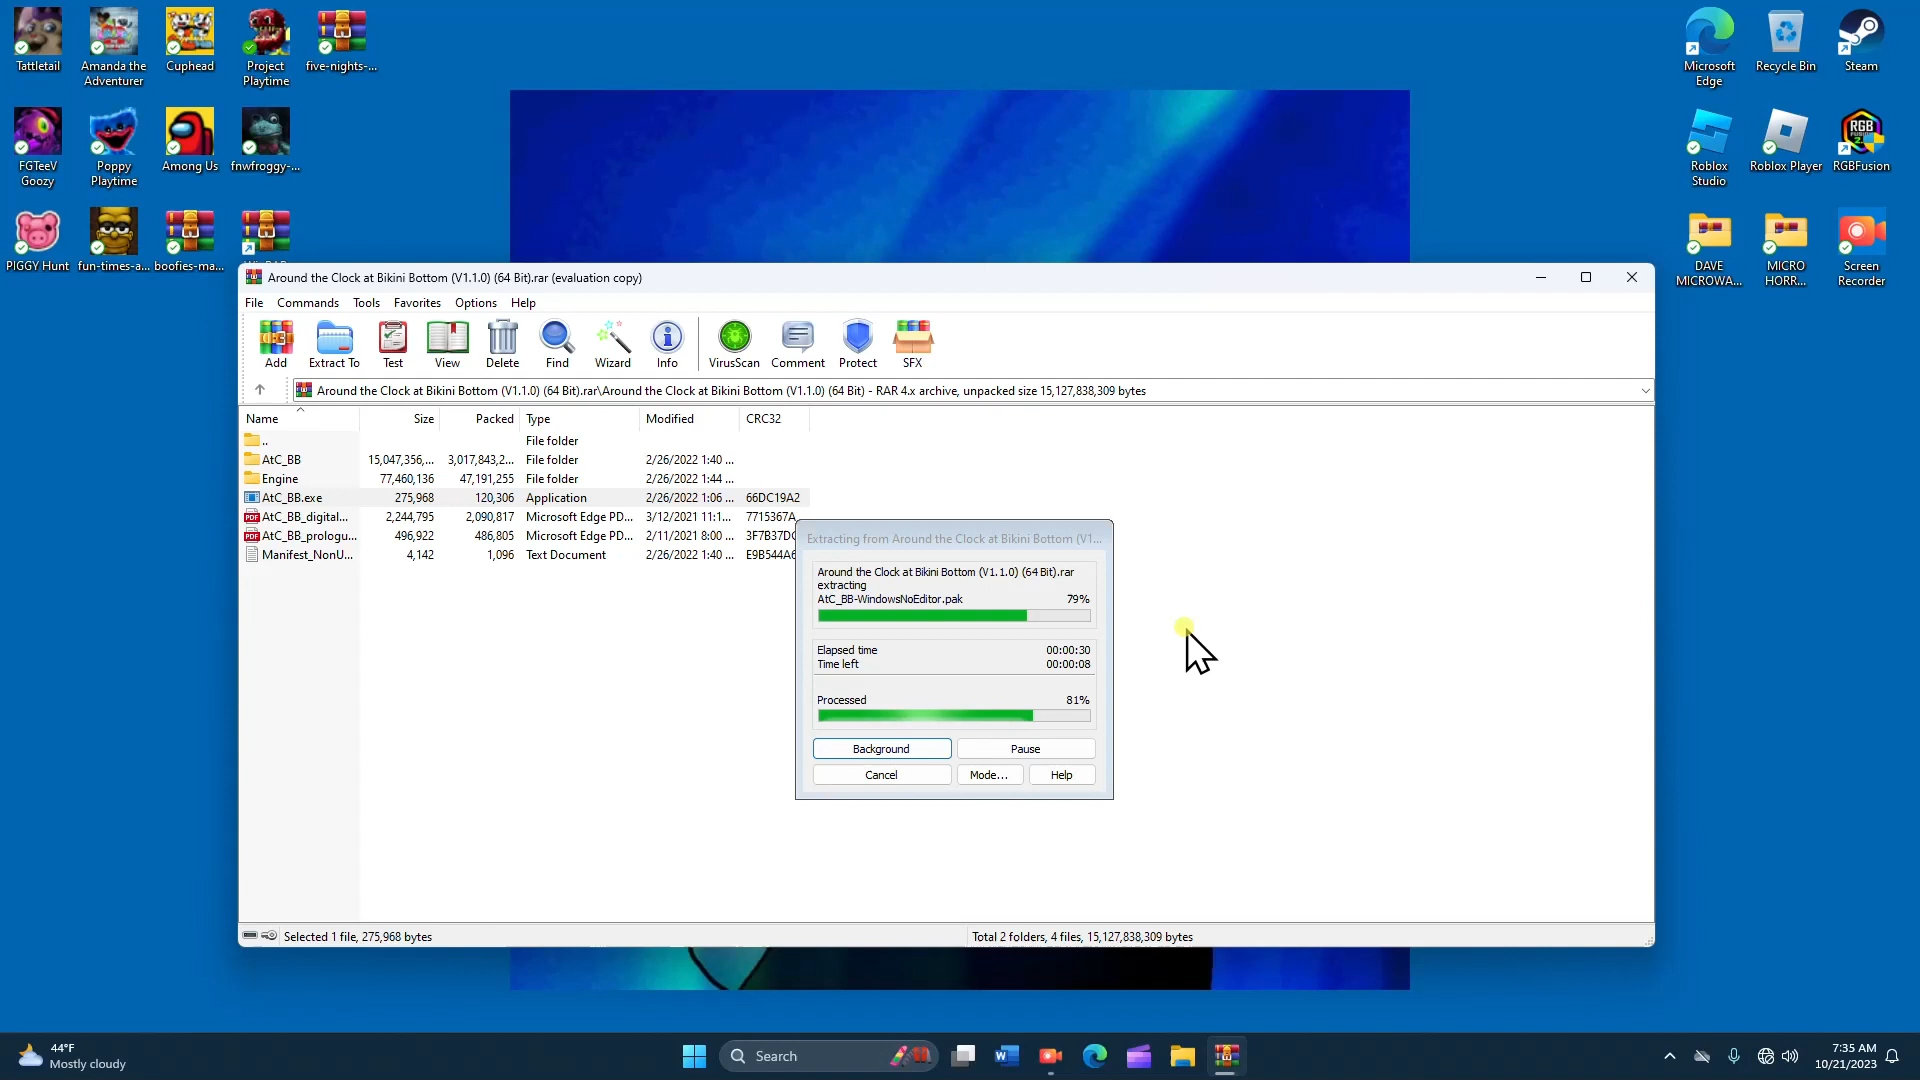 Tattletail
Amanda the
Adventurer
Cuphead
Project
Playtime
five-nights-...
Microsoft
Edge
Recycle Bin
Steam
FGTeeV
Goozy
Poppy
Playtime
Among Us
fnwfroggy-...
Roblox
Studio
Roblox Player
RGB
RGBFusion
PIGGY Hunt
fun-times-a...
boofies-ma...
DAVE
MICROWA...
MICRO
HORR...
Screen
Recorder
Around the Clock at Bikini Bottom (V1.1.0) (64 Bit).rar (evaluation copy)
File Commands Tools Favorites Options Help
Add Extract To Test View Delete Find Wizard Info VirusScan Comment Protect SFX
Around the Clock at Bikini Bottom (V1.1.0) (64 Bit).rar\Around the Clock at Bikini Bottom (V1.1.0) (64 Bit) - RAR 4.x archive, unpacked size 15,127,838,309 bytes
Name Size Packed Type Modified CRC32
.. File folder
AtC_BB 15,047,356,... 3,017,843,2... File folder 2/26/2022 1:40 ...
Engine 77,460,136 47,191,255 File folder 2/26/2022 1:44 ...
AtC_BB.exe 275,968 120,306 Application 2/26/2022 1:06 ... 66DC19A2
AtC_BB_digital... 2,244,795 2,090,817 Microsoft Edge PD... 3/12/2021 11:1... 7715367A
AtC_BB_prologu... 496,922 486,805 Microsoft Edge PD... 2/11/2021 8:00 ... 3F7B37D
Manifest_NonU... 4,142 1,096 Text Document 2/26/2022 1:40 ... E9B544A6
Extracting from Around the Clock at Bikini Bottom (V1...
Around the Clock at Bikini Bottom (V1.1.0) (64 Bit).rar
extracting
AtC_BB-WindowsNoEditor.pak 79%
Elapsed time 00:00:30
Time left 00:00:08
Processed 81%
Background Pause
Cancel Mode... Help
Selected 1 file, 275,968 bytes
Total 2 folders, 4 files, 15,127,838,309 bytes
44°F
Mostly cloudy
Search
7:35 AM
10/21/2023